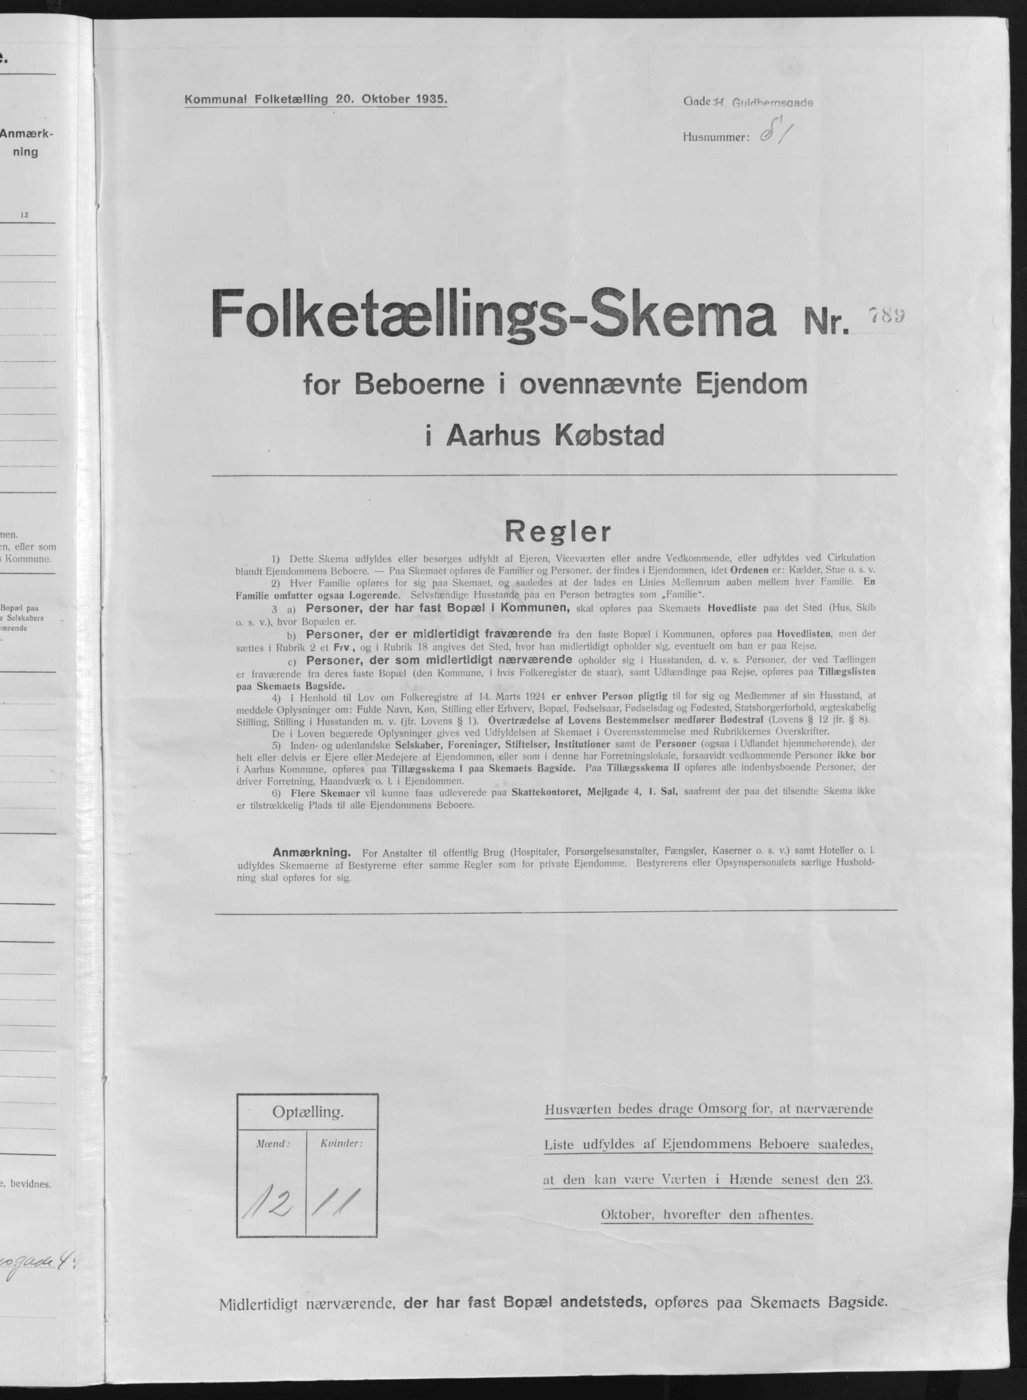 e.
Anmærk-
ning
12
men.
en, eller som
s Kommune.
Bopæl paa
e Selskabers
værende
e, bevidnes.
Kommunal Folketælling 20. Oktober 1935.
Gade: H. Guldbergsgade
Husnummer:
Folketællings-Skema Nr. 789
for Beboerne i ovennævnte Ejendom
i Aarhus Købstad
Regler
1) Dette Skema udfyldes eller besørges udfyldt af Ejeren, Viceværten eller andre Vedkommende, eller udfyldes ved Cirkulation
blandt Ejendommens Beboere. — Paa Skemaet opføres de Familier og Personer, der findes i Ejendommen, idet Ordenen er: Kælder, Stue o. s. v.
2) Hver Familie opføres for sig paa Skemaet, og saaledes at der lades en Linies Mellemrum aaben mellem hver Familie. En
Familie omfatter ogsaa Logerende. Selvstændige Husstande paa en Person betragtes som „Familie“.
3 a) Personer, der har fast Bopæl i Kommunen, skal opføres paa Skemaets Hovedliste paa det Sted (Hus, Skib
o. s. v.), hvor Bopælen er.
b) Personer, der er midlertidigt fraværende fra den faste Bopæl i Kommunen, opføres paa Hovedlisten, men der
sættes i Rubrik 2 et Frv., og i Rubrik 18 angives det Sted, hvor han midlertidigt opholder sig, eventuelt om han er paa Rejse.
c) Personer, der som midlertidigt nærværende opholder sig i Husstanden, d. v. s. Personer, der ved Tællingen
er fraværende fra deres faste Bopæl (den Kommune, i hvis Folkeregister de staar), samt Udlændinge paa Rejse, opføres paa Tillægslisten
paa Skemaets Bagside.
4) I Henhold til Lov om Folkeregistre af 14. Marts 1924 er enhver Person pligtig til for sig og Medlemmer af sin Husstand, at
meddele Oplysninger om: Fulde Navn, Køn, Stilling eller Erhverv, Bopæl, Fødselsaar, Fødselsdag og Fødested, Statsborgerforhold, ægteskabelig
Stilling, Stilling i Husstanden m. v. (jfr. Lovens § 1). Overtrædelse af Lovens Bestemmelser medfører Bødestraf (Lovens § 12 jfr. § 8).
De i Loven begærede Oplysninger gives ved Udfyldelsen af Skemaet i Overensstemmelse med Rubrikkernes Overskrifter.
5) Inden- og udenlandske Selskaber, Foreninger, Stiftelser, Institutioner samt de Personer (ogsaa i Udlandet hjemmehørende), der
helt eller delvis er Ejere eller Medejere af Ejendommen, eller som i denne har Forretningslokale, forsaavidt vedkommende Personer ikke bor
i Aarhus Kommune, opføres paa Tillægsskema I paa Skemaets Bagside. Paa Tillægsskema II opføres alle indenbysboende Personer, der
driver Forretning, Haandværk o. l. i Ejendommen.
6) Flere Skemaer vil kunne faas udleverede paa Skattekontoret, Mejlgade 4, 1. Sal, saafremt der paa det tilsendte Skema ikke
er tilstrækkelig Plads til alle Ejendommens Beboere.
Anmærkning. For Anstalter til offentlig Brug (Hospitaler, Forsørgelsesanstalter, Fængsler, Kaserner o. s. v.) samt Hoteller o. l.
udfyldes Skemaerne af Bestyrerne efter samme Regler som for private Ejendomme. Bestyrerens eller Opsynspersonalets særlige Hushold-
ning skal opføres for sig.
Optælling.
Mænd: Kvinder:
12 11
Husværten bedes drage Omsorg for, at nærværende
Liste udfyldes af Ejendommens Beboere saaledes,
at den kan være Værten i Hænde senest den 23.
Oktober, hvorefter den afhentes.
Midlertidigt nærværende, der har fast Bopæl andetsteds, opføres paa Skemaets Bagside.